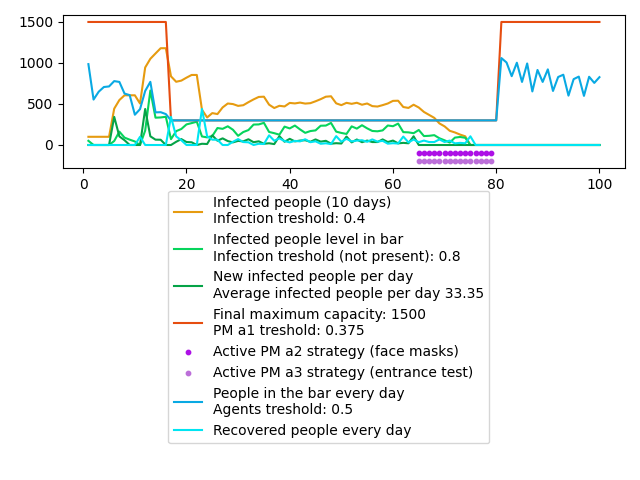 1500
1000
500
0
0 20 40 60 80 100
Infected people (10 days)
Infection treshold: 0.4
Infected people level in bar
Infection treshold (not present): 0.8
New infected people per day
Average infected people per day 33.35
Final maximum capacity: 1500
PM a1 treshold: 0.375
Active PM a2 strategy (face masks)
Active PM a3 strategy (entrance test)
People in the bar every day
Agents treshold: 0.5
Recovered people every day